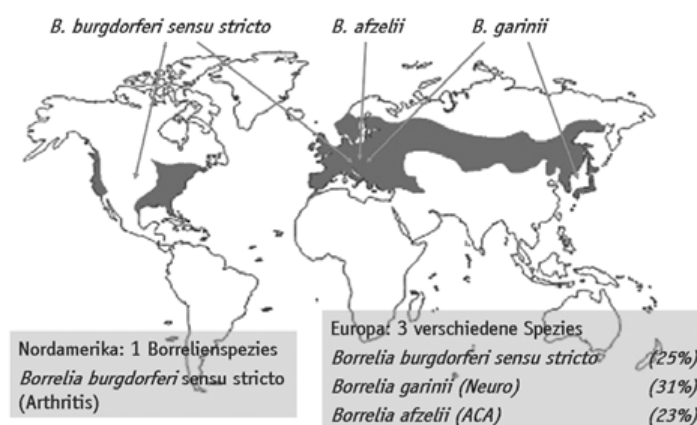 B. burgdorferi sensu stricto B. afzelii B. garinii
Nordamerika: 1 Borrelienspezies
Borrelia burgdorferi sensu stricto
(Arthritis)
Europa: 3 verschiedene Spezies
Borrelia burgdorferi sensu stricto (25%)
Borrelia garinii (Neuro) (31%)
Borrelia afzelii (ACA) (23%)